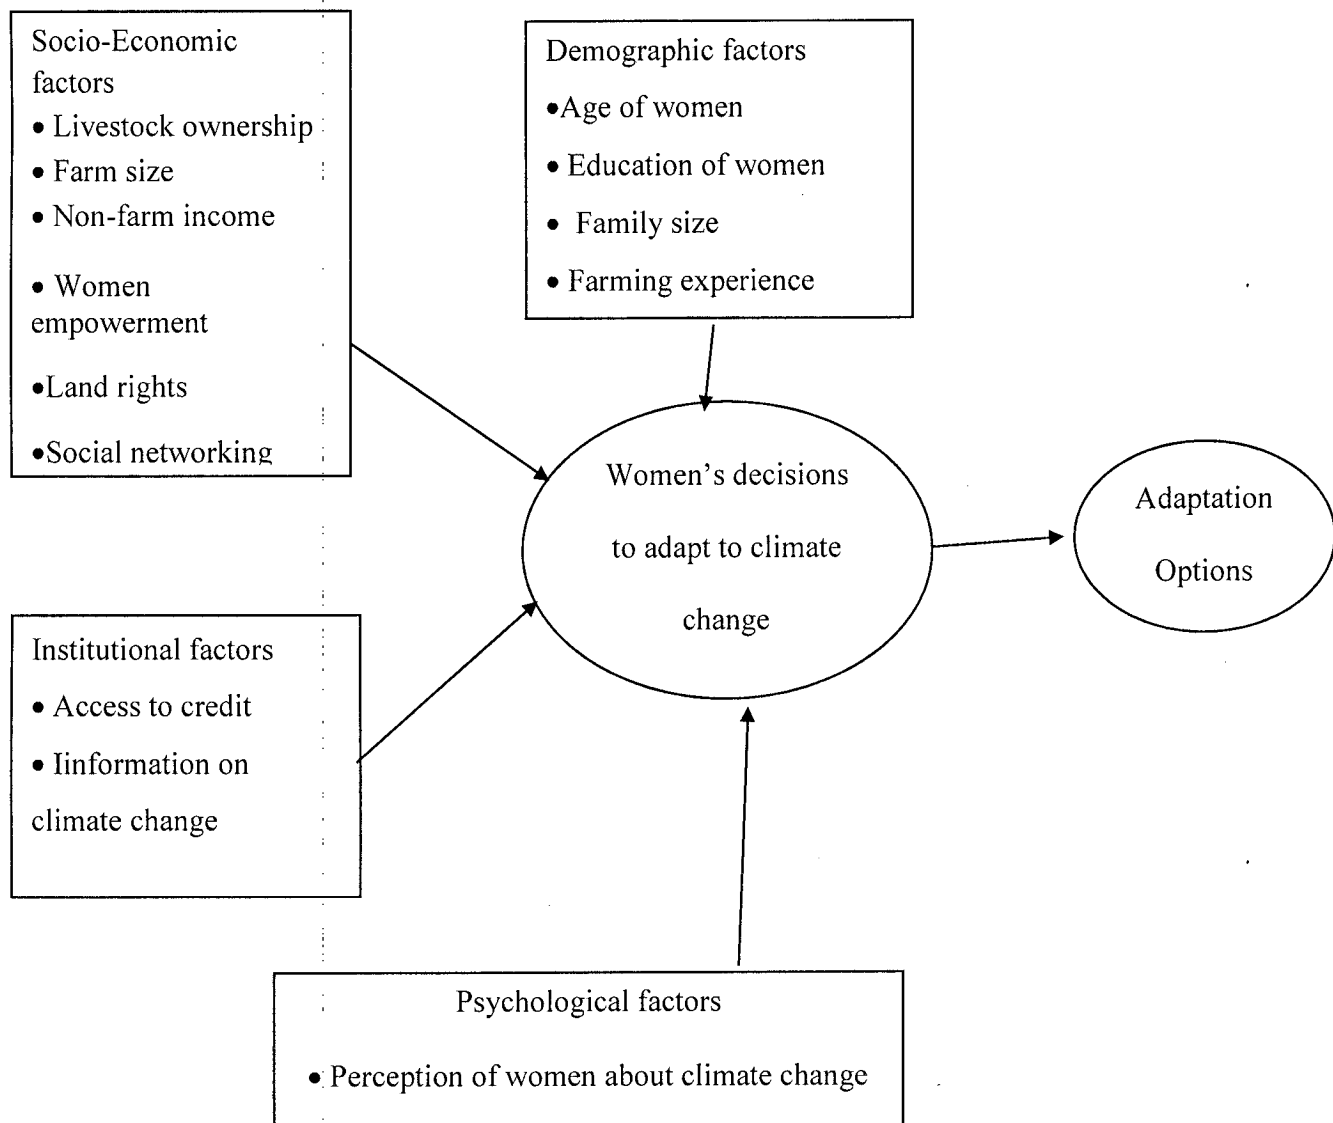 Socio-Economic
factors
• Livestock ownership
• Farm size
• Non-farm income
• Women
empowerment
•Land rights
•Social networking
Demographic factors
•Age of women
• Education of women
• Family size
• Farming experience
Women's decisions
to adapt to climate
change
Adaptation
Options
Institutional factors
• Access to credit
• Iinformation on
climate change
Psychological factors
• Perception of women about climate change